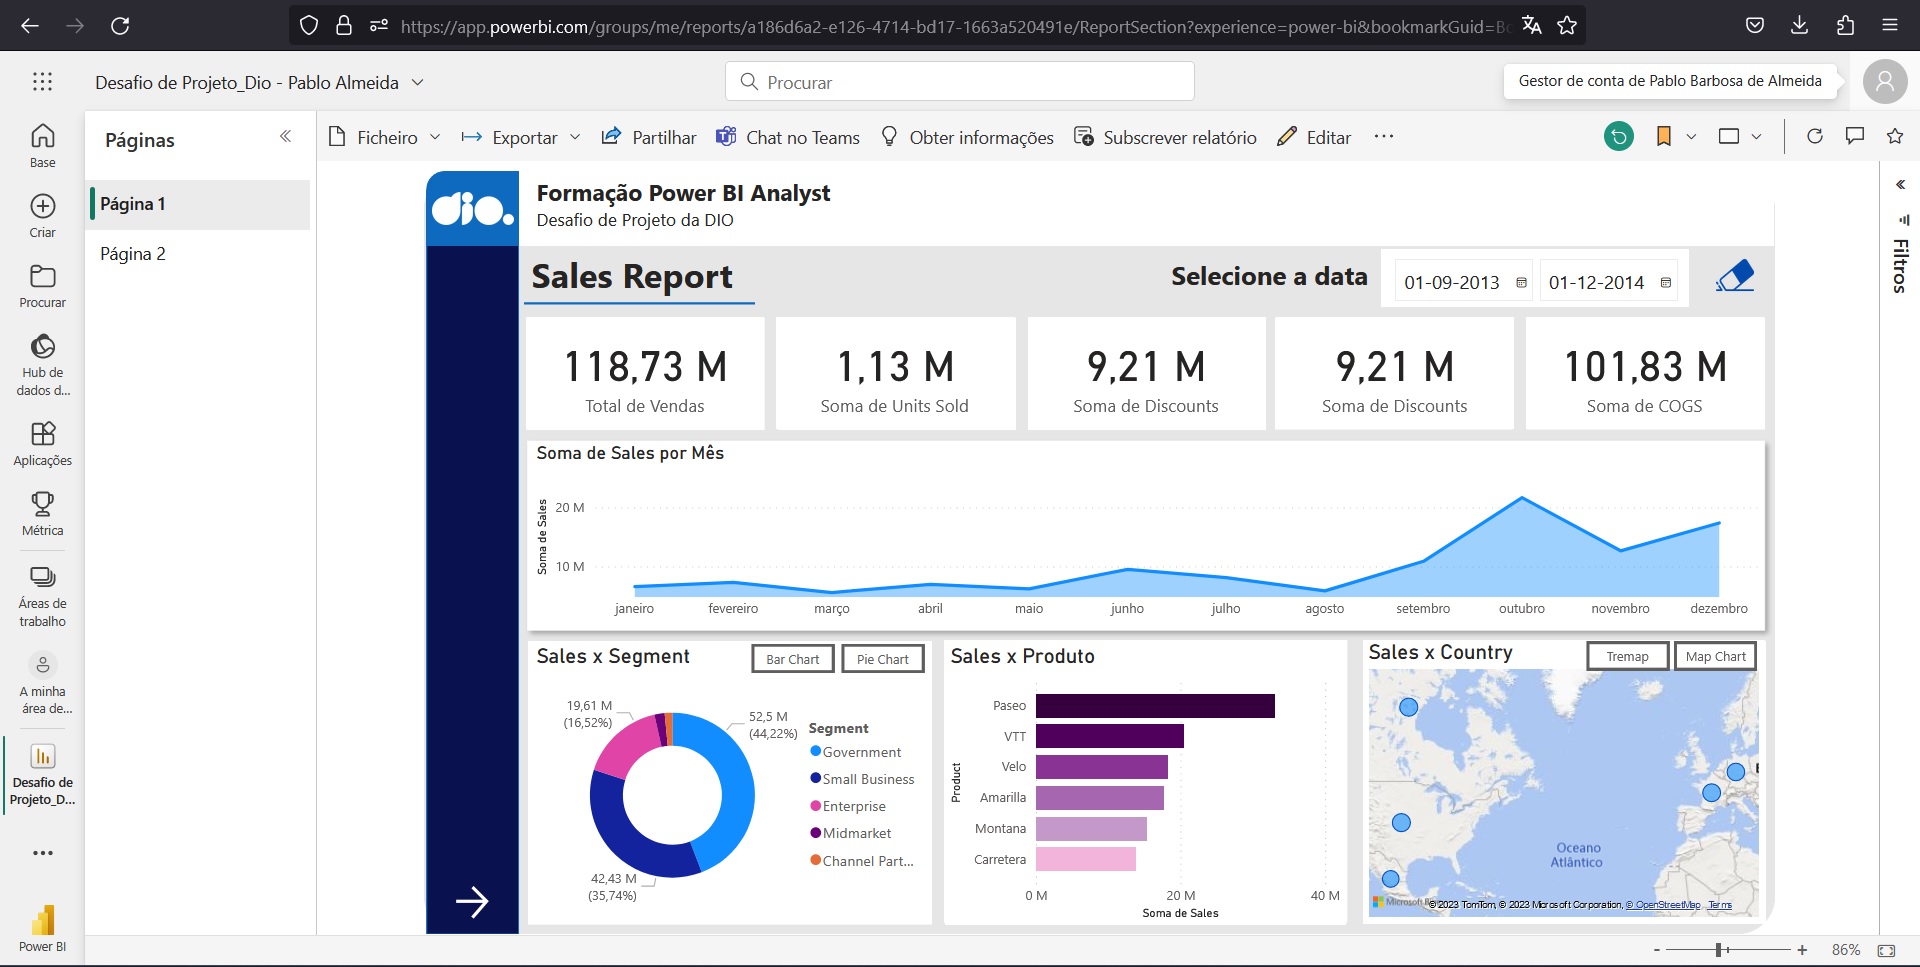 https://app.powerbi.com/groups/me/reports/a186d6a2-e126-4714-bd17-1663a520491e/ReportSection?experience=power-bi&bookmarkGuid=Bo
Desafio de Projeto_Dio - Pablo Almeida
Procurar
Gestor de conta de Pablo Barbosa de Almeida
Páginas
Ficheiro
Exportar
Partilhar
Chat no Teams
Obter informações
Subscrever relatório
Editar
Base
Criar
Procurar
Hub de
dados d...
Aplicações
Métrica
Áreas de
trabalho
A minha
área de...
Desafio de
Projeto_D...
Power BI
Página 1
Página 2
Filtros
dio.
Formação Power BI Analyst
Desafio de Projeto da DIO
Sales Report
Selecione a data
01-09-2013
01-12-2014
118,73 M
Total de Vendas
1,13 M
Soma de Units Sold
9,21 M
Soma de Discounts
9,21 M
Soma de Discounts
101,83 M
Soma de COGS
Soma de Sales por Mês
Soma de Sales
20 M
10 M
janeiro fevereiro março abril maio junho julho agosto setembro outubro novembro dezembro
Sales x Segment
Bar Chart
Pie Chart
19,61 M
(16,52%)
52,5 M
(44,22%)
42,43 M
(35,74%)
Segment
Government
Small Business
Enterprise
Midmarket
Channel Part...
Sales x Produto
Product
Paseo
VTT
Velo
Amarilla
Montana
Carretera
0 M 20 M 40 M
Soma de Sales
Sales x Country
Tremap
Map Chart
Oceano
Atlântico
© 2023 TomTom, © 2023 Microsoft Corporation, © OpenStreetMap Terms
86%